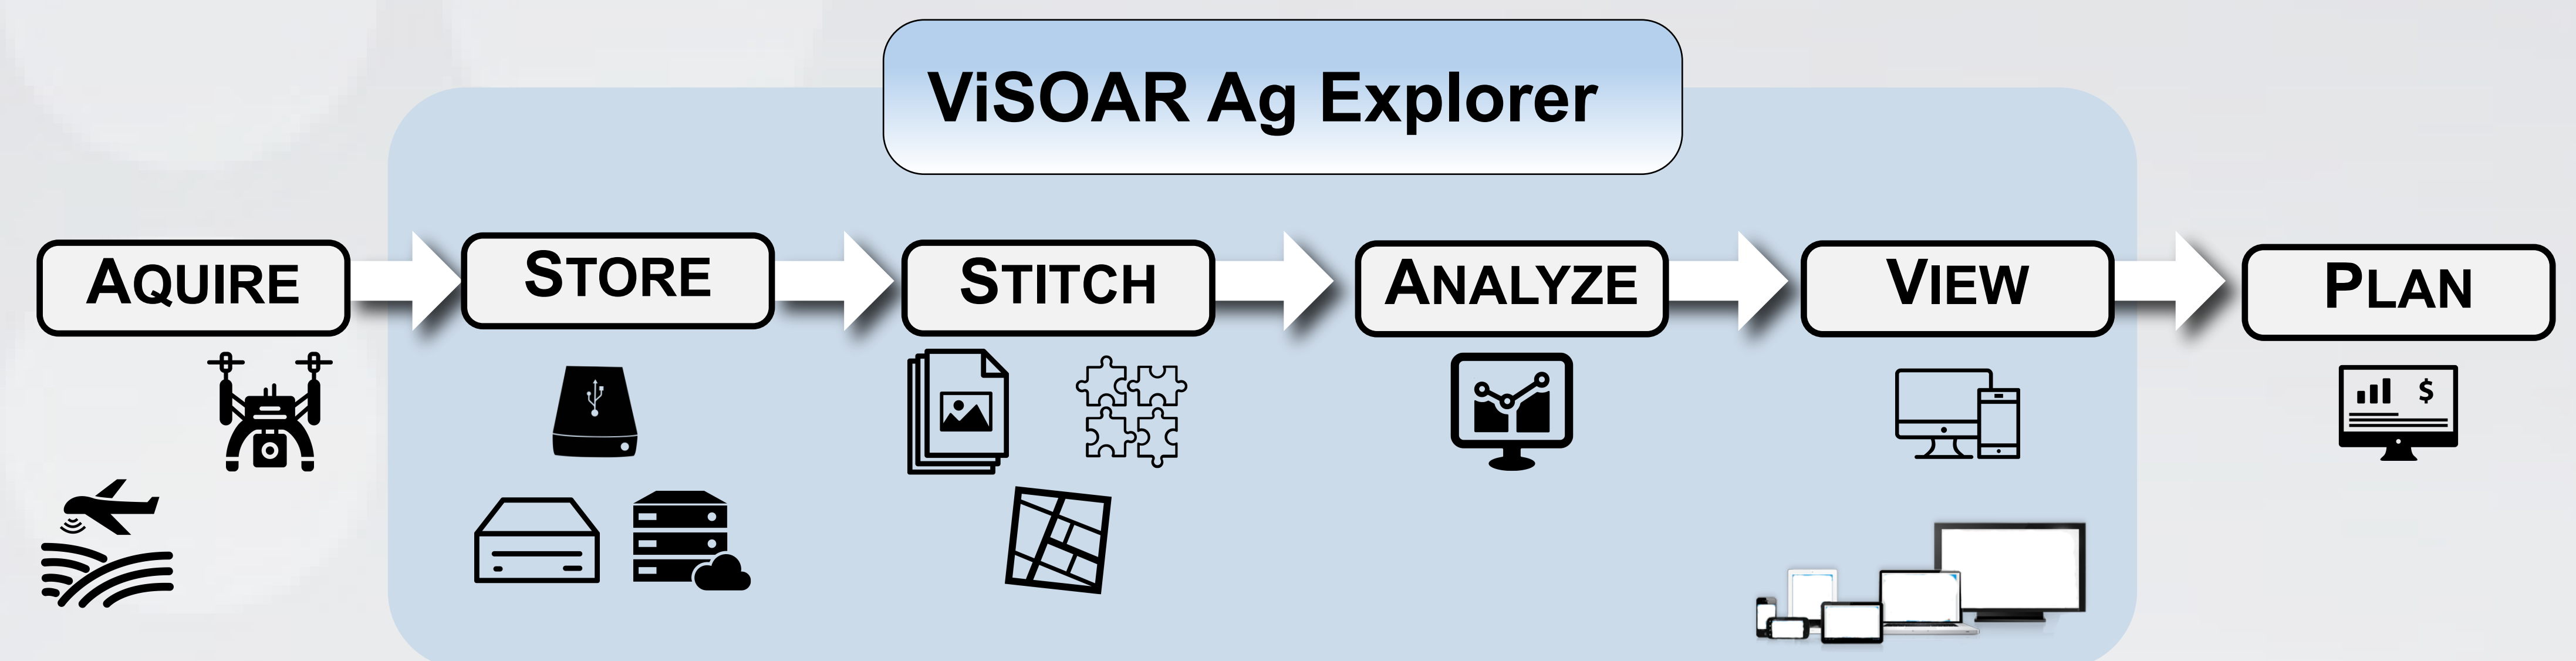 ViSOAR Ag Explorer
AQUIRE
STORE
STITCH
ANALYZE
VIEW
PLAN
$